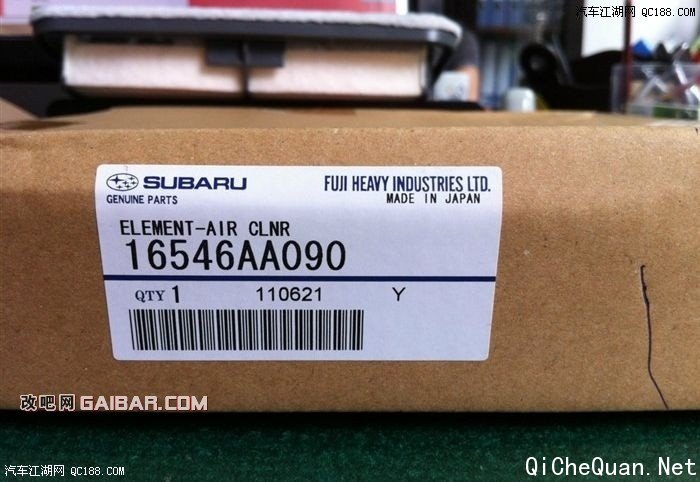 汽车江湖网 QC188.COM
SUBARU
GENUINE PARTS
FUJI HEAVY INDUSTRIES LTD.
MADE IN JAPAN
ELEMENT-AIR CLNR
16546AA090
QTY 1 110621 Y
改吧网 GAIBAR.COM
汽车江湖网 QC188.COM
QiCheQuan.Net